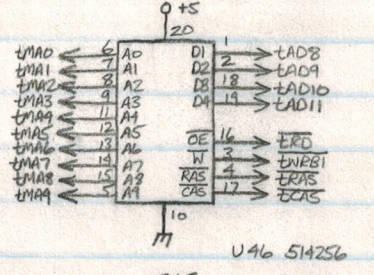 +5
20
tMA0 6 A0 D1 1 tAD8
tMA1 7 A1 D2 2 tAD9
tMA2 8 A2 D3 18 tAD10
tMA3 9 A3 D4 19 tAD11
tMA4 11 A4
tMA5 12 A5
tMA6 13 A6 OE 16 tRD
tMA7 14 A7 W 3 tWRB1
tMA8 15 A8 RAS 4 tRAS
tMA9 5 A9 CAS 17 tCAS
10
U46 514256